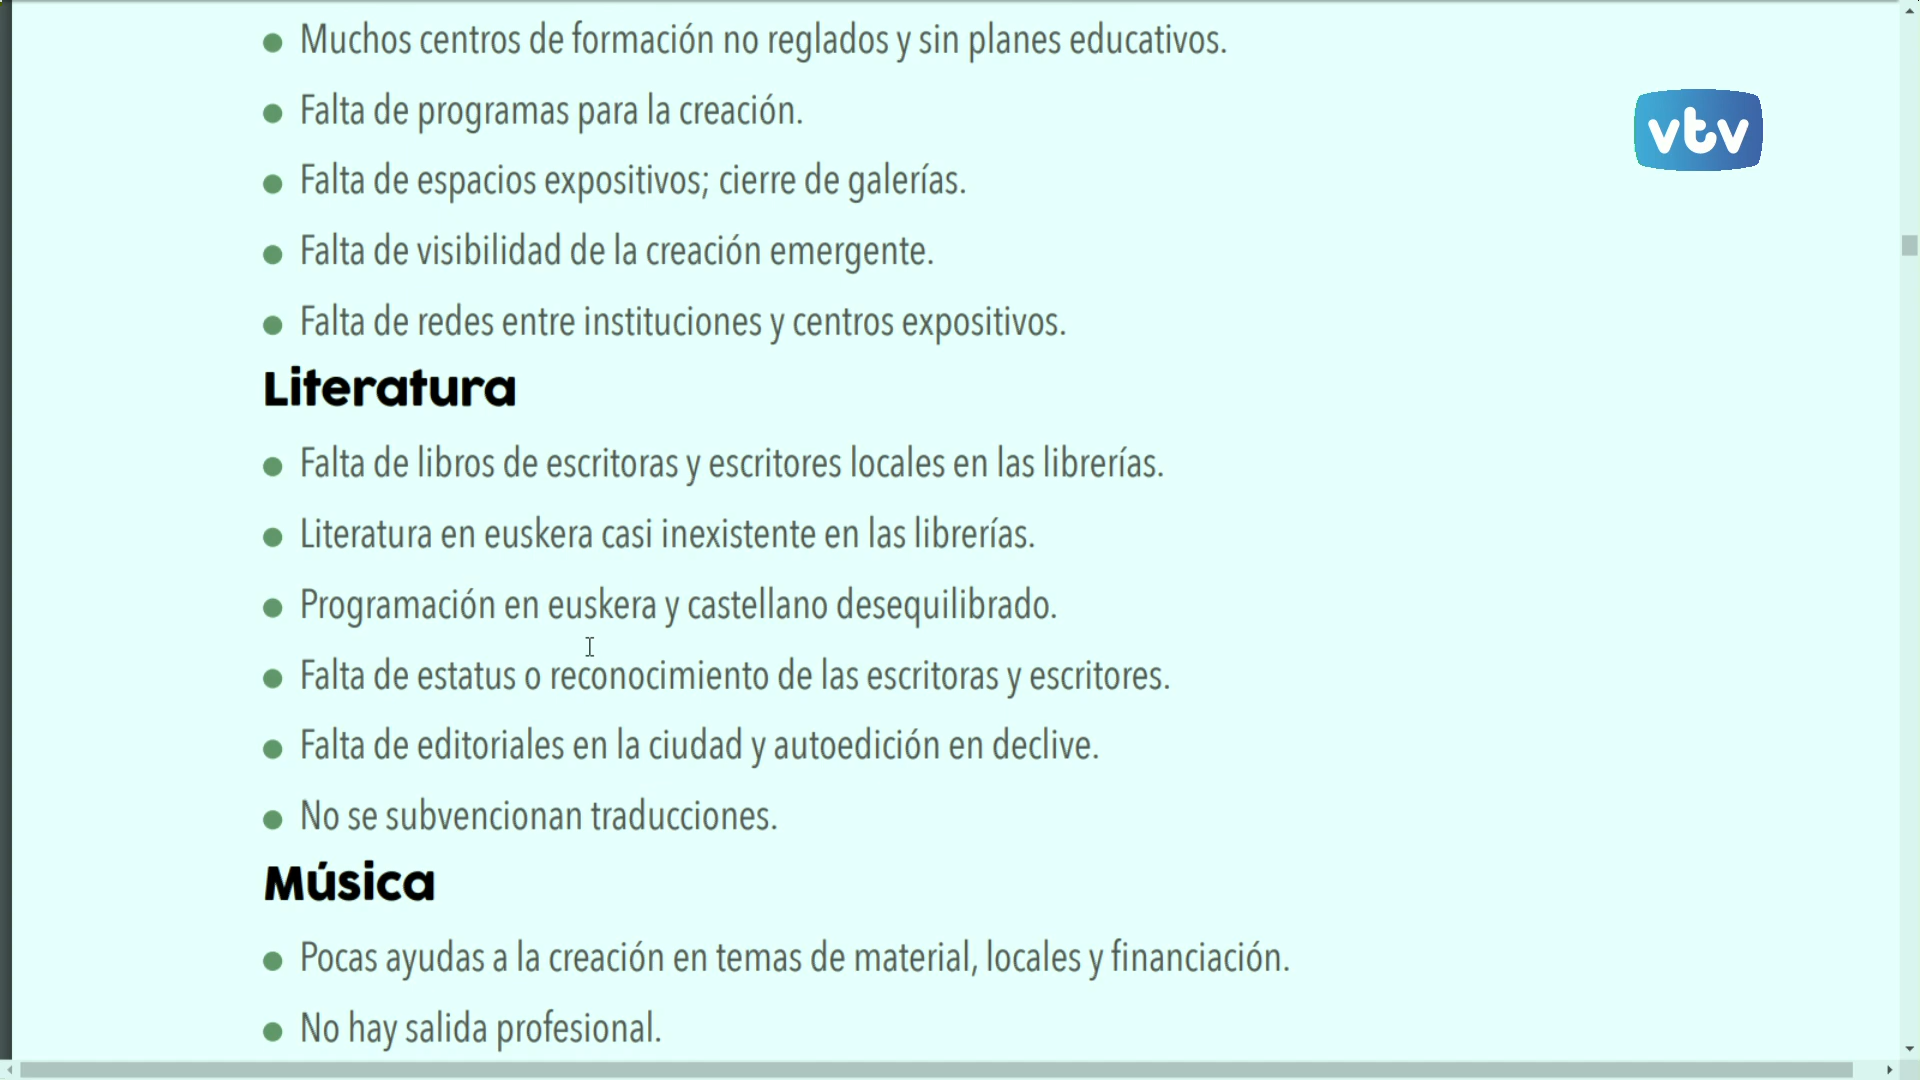 Muchos centros de formación no reglados y sin planes educativos.
Falta de programas para la creación.
vtv
Falta de espacios expositivos; cierre de galerías.
Falta de visibilidad de la creación emergente.
Falta de redes entre instituciones y centros expositivos.
Literatura
Falta de libros de escritoras y escritores locales en las librerías.
Literatura en euskera casi inexistente en las librerías.
Programación en euskera y castellano desequilibrado.
Falta de estatus o reconocimiento de las escritoras y escritores.
Falta de editoriales en la ciudad y autoedición en declive.
No se subvencionan traducciones.
Música
Pocas ayudas a la creación en temas de material, locales y financiación.
No hay salida profesional.